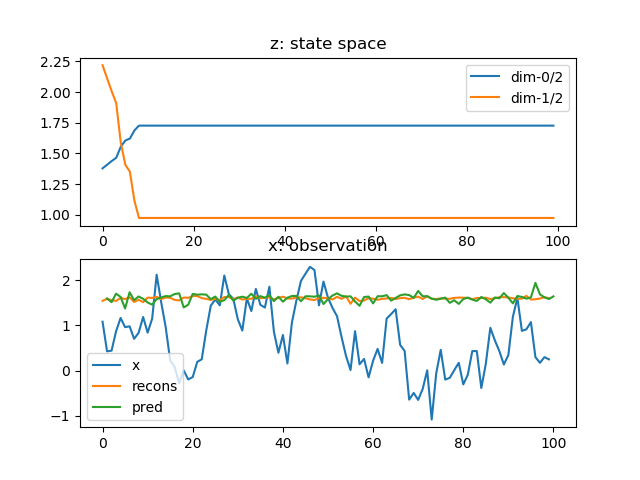 z: state space
2.25
2.00
1.75
1.50
1.25
1.00
dim-0/2
dim-1/2
0 20 40 60 80 100
x: observation
2
1
0
−1
x
recons
pred
0 20 40 60 80 100